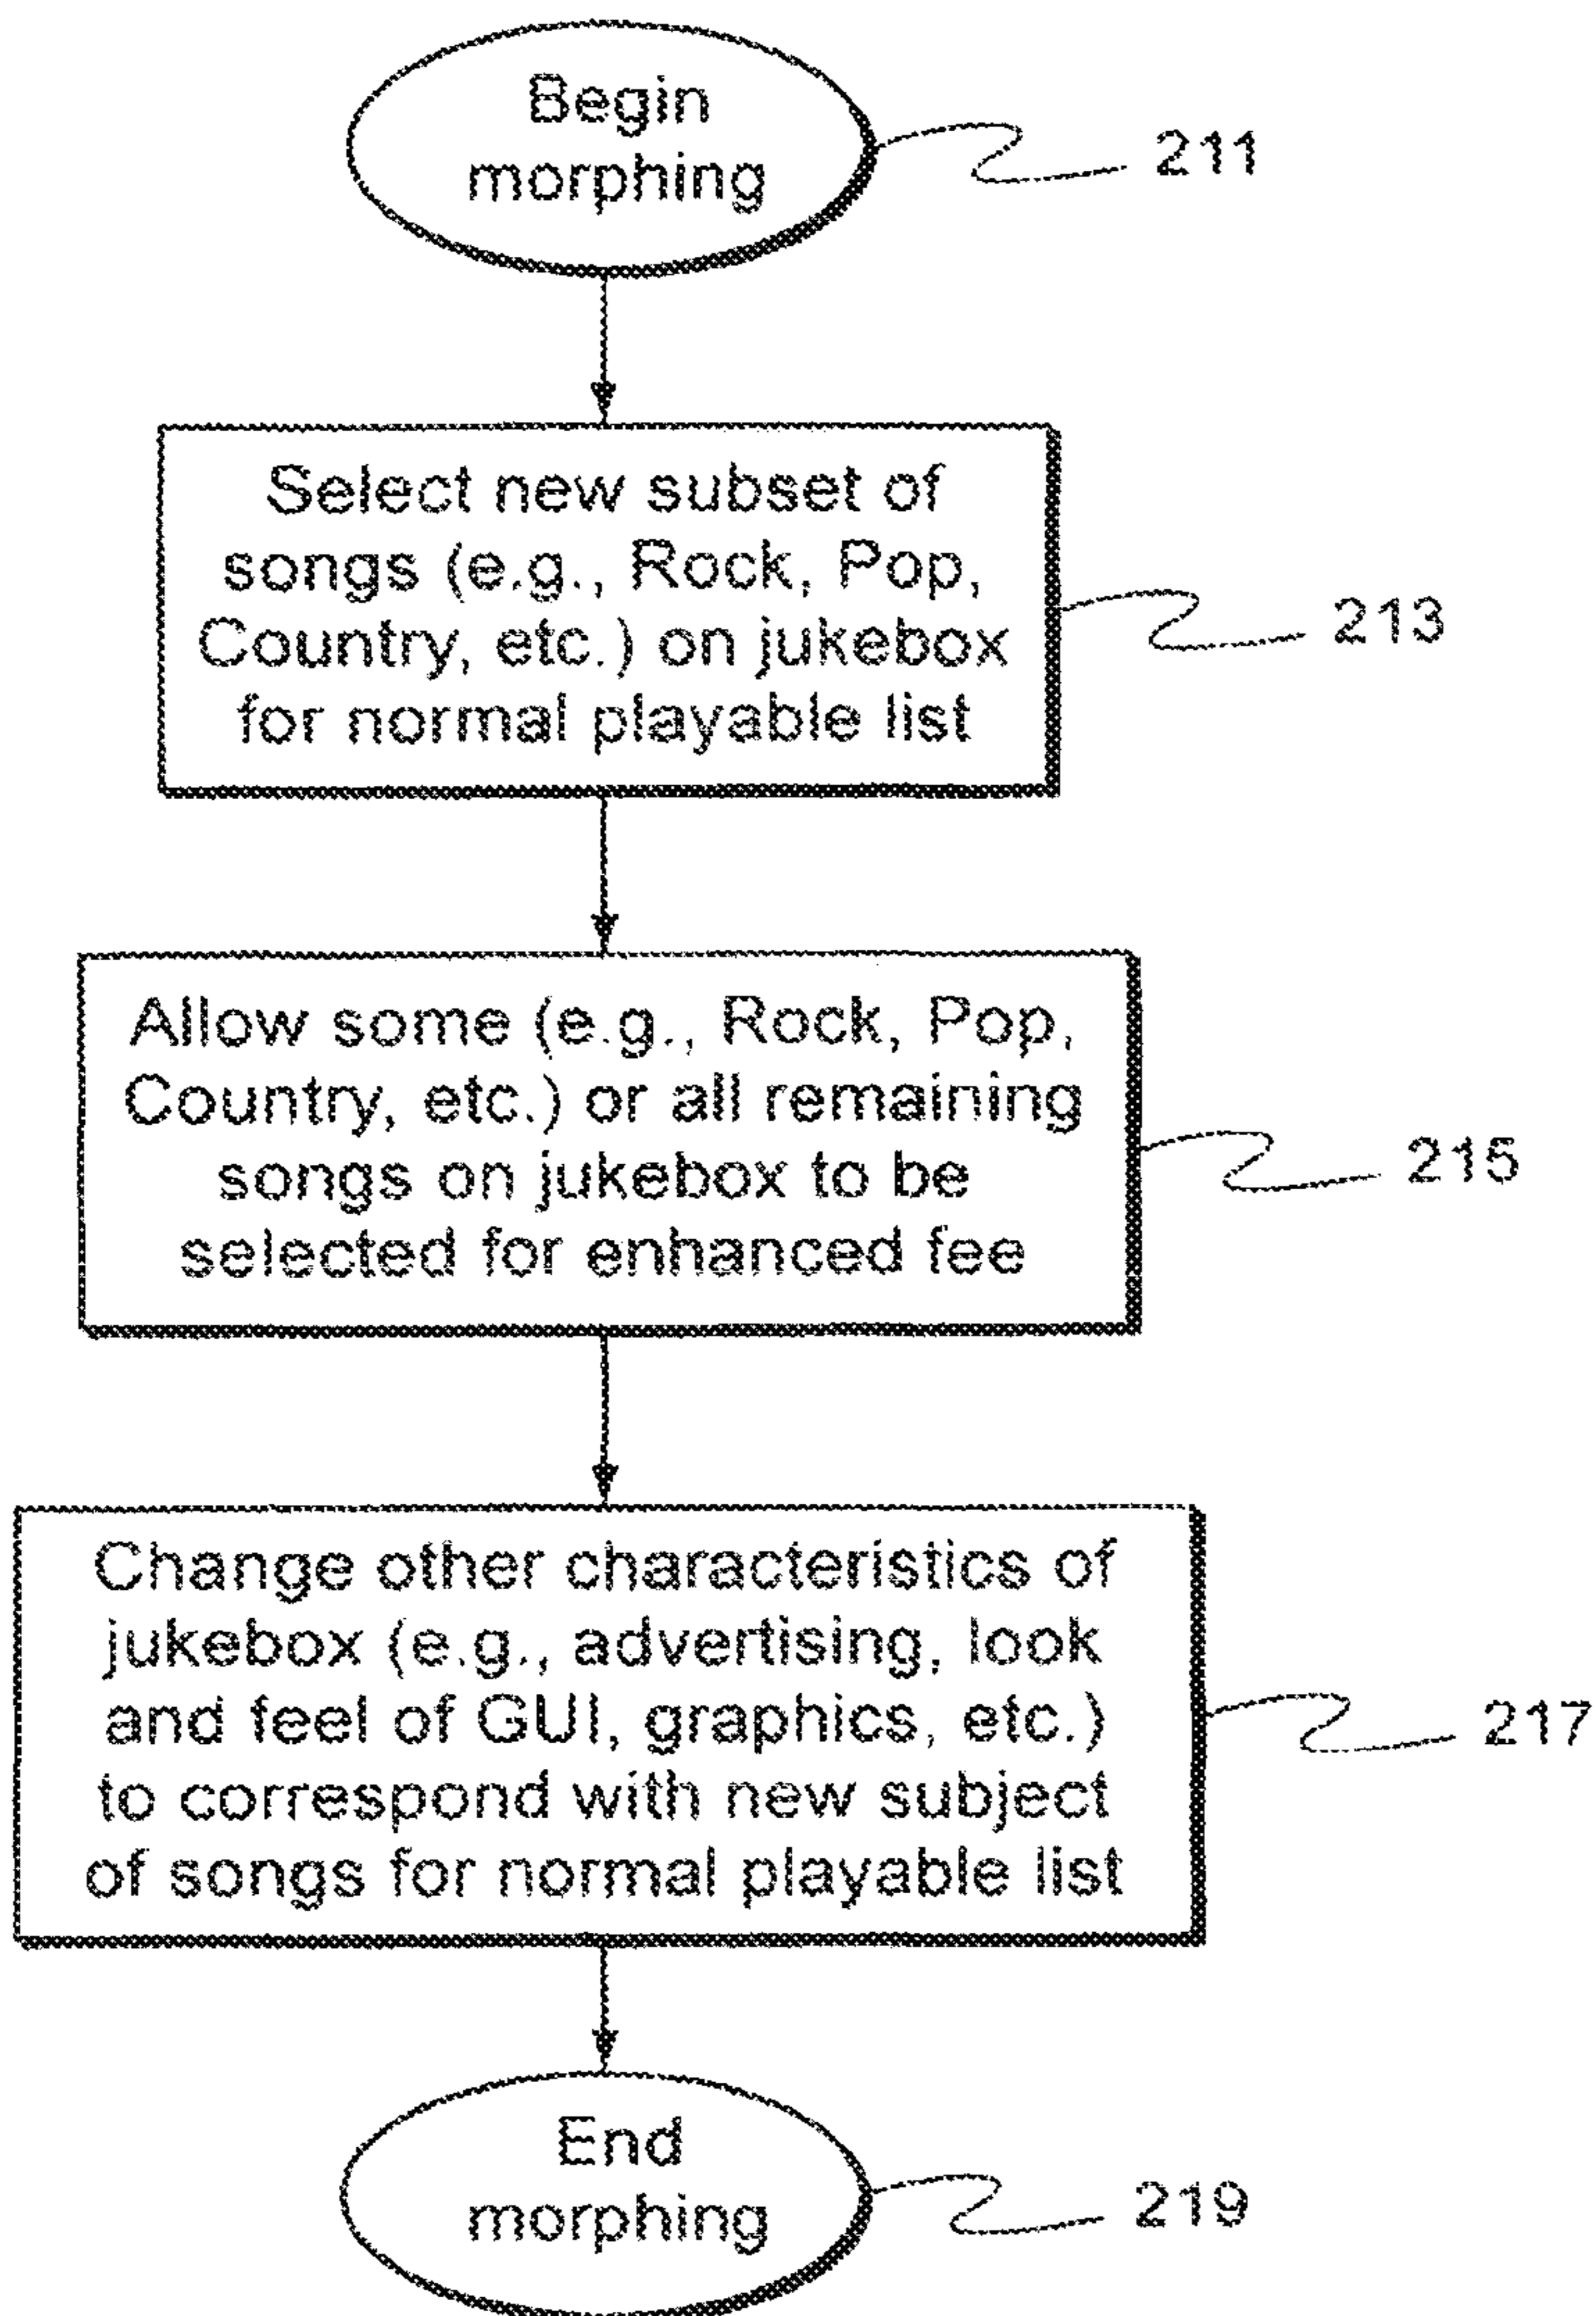 Begin
morphing
211
Select new subset of
songs (e.g., Rock, Pop,
Country, etc.) on jukebox
for normal playable list
213
Allow some (e.g., Rock, Pop,
Country, etc.) or all remaining
songs on jukebox to be
selected for enhanced fee
215
Change other characteristics of
jukebox (e.g., advertising, look
and feel of GUI, graphics, etc.)
to correspond with new subject
of songs for normal playable list
217
End
morphing
219